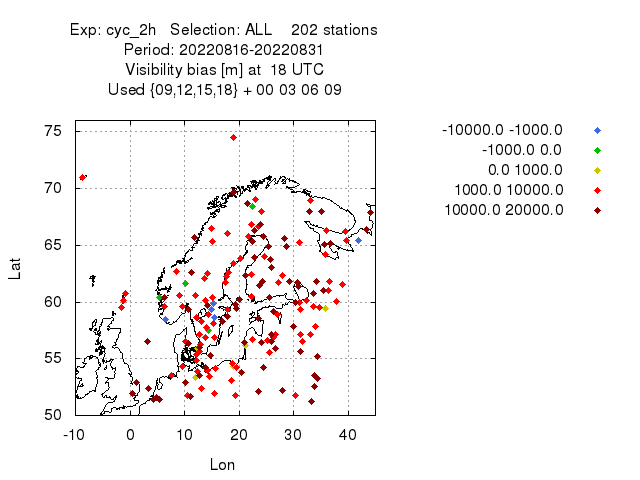 Exp: cyc_2h Selection: ALL 202 stations
Period: 20220816-20220831
Visibility bias [m] at 18 UTC
Used {09,12,15,18} + 00 03 06 09
-10000.0 -1000.0
-1000.0 0.0
0.0 1000.0
1000.0 10000.0
10000.0 20000.0
75
70
65
60
55
50
Lat
-10 0 10 20 30 40
Lon